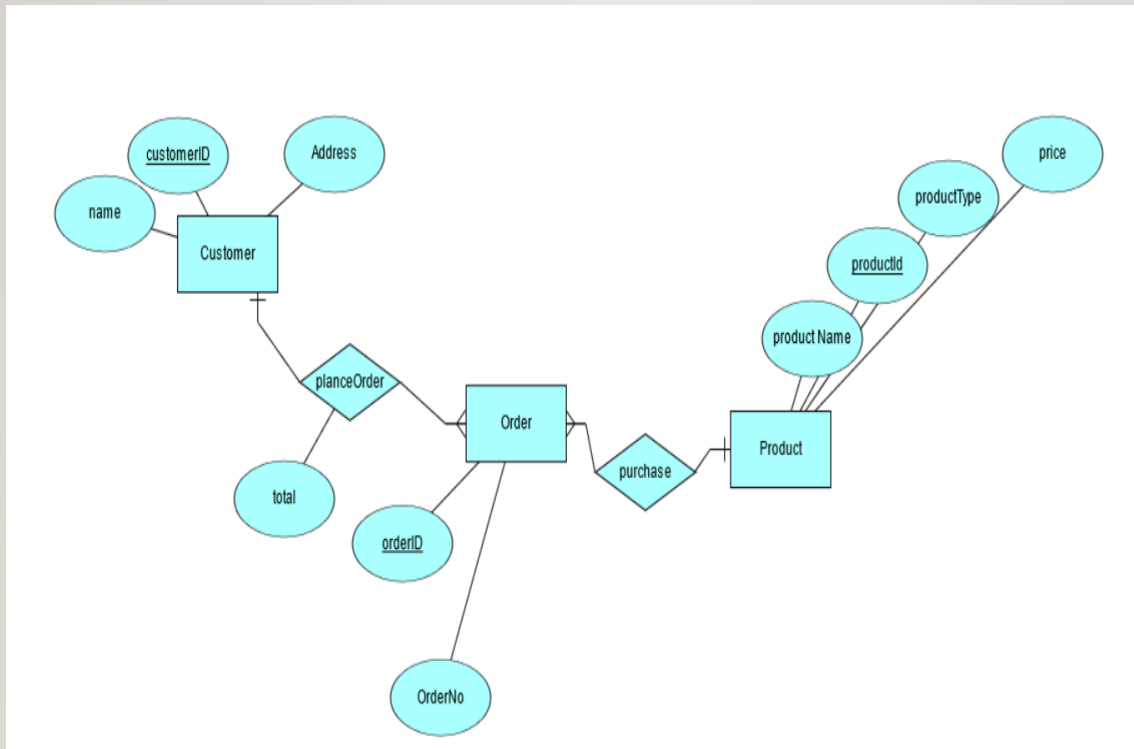 customerID
Address
name
Customer
price
productType
productId
product Name
planceOrder
Order
Product
purchase
total
orderID
OrderNo